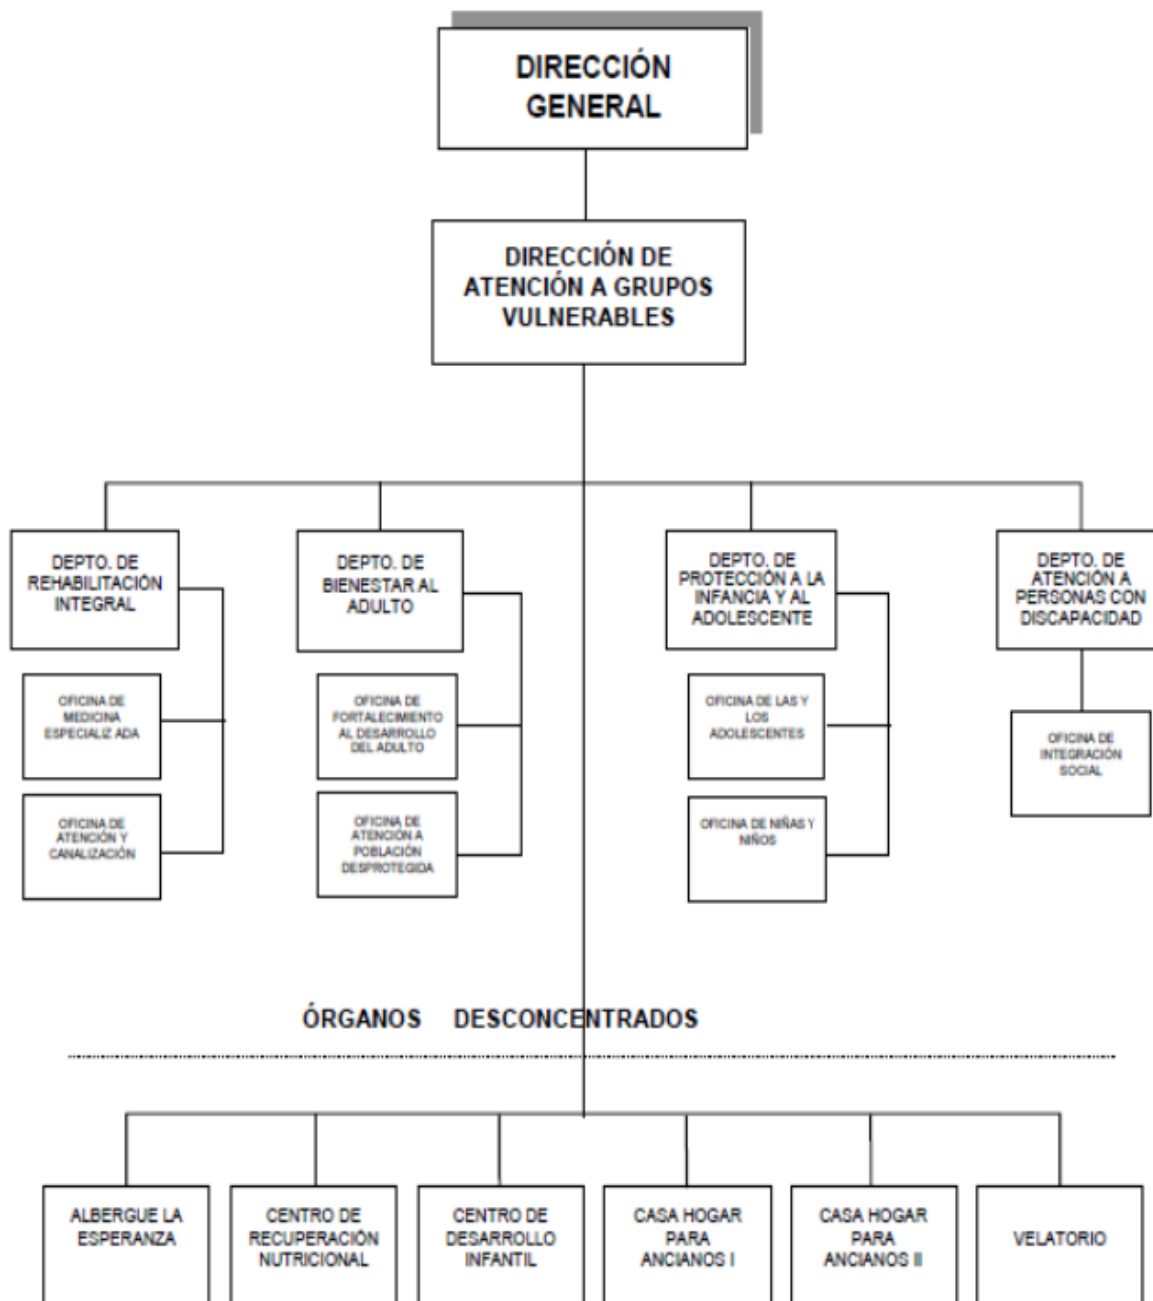 DIRECCIÓN
GENERAL
DIRECCIÓN DE
ATENCIÓN A GRUPOS
VULNERABLES
DEPTO. DE
REHABILITACIÓN
INTEGRAL
DEPTO. DE
BIENESTAR AL
ADULTO
DEPTO. DE
PROTECCIÓN A LA
INFANCIA Y AL
ADOLESCENTE
DEPTO. DE
ATENCIÓN A
PERSONAS CON
DISCAPACIDAD
OFICINA DE
MEDICINA
ESPECIALIZADA
OFICINA DE
FORTALECIMIENTO
AL DESARROLLO
DEL ADULTO
OFICINA DE LAS Y
LOS
ADOLESCENTES
OFICINA DE
INTEGRACIÓN
SOCIAL
OFICINA DE
ATENCIÓN Y
CANALIZACIÓN
OFICINA DE
ATENCIÓN A
POBLACIÓN
DESPROTEGIDA
OFICINA DE NIÑAS Y
NIÑOS
ÓRGANOS DESCONCENTRADOS
ALBERGUE LA
ESPERANZA
CENTRO DE
RECUPERACIÓN
NUTRICIONAL
CENTRO DE
DESARROLLO
INFANTIL
CASA HOGAR
PARA
ANCIANOS I
CASA HOGAR
PARA
ANCIANOS II
VELATORIO